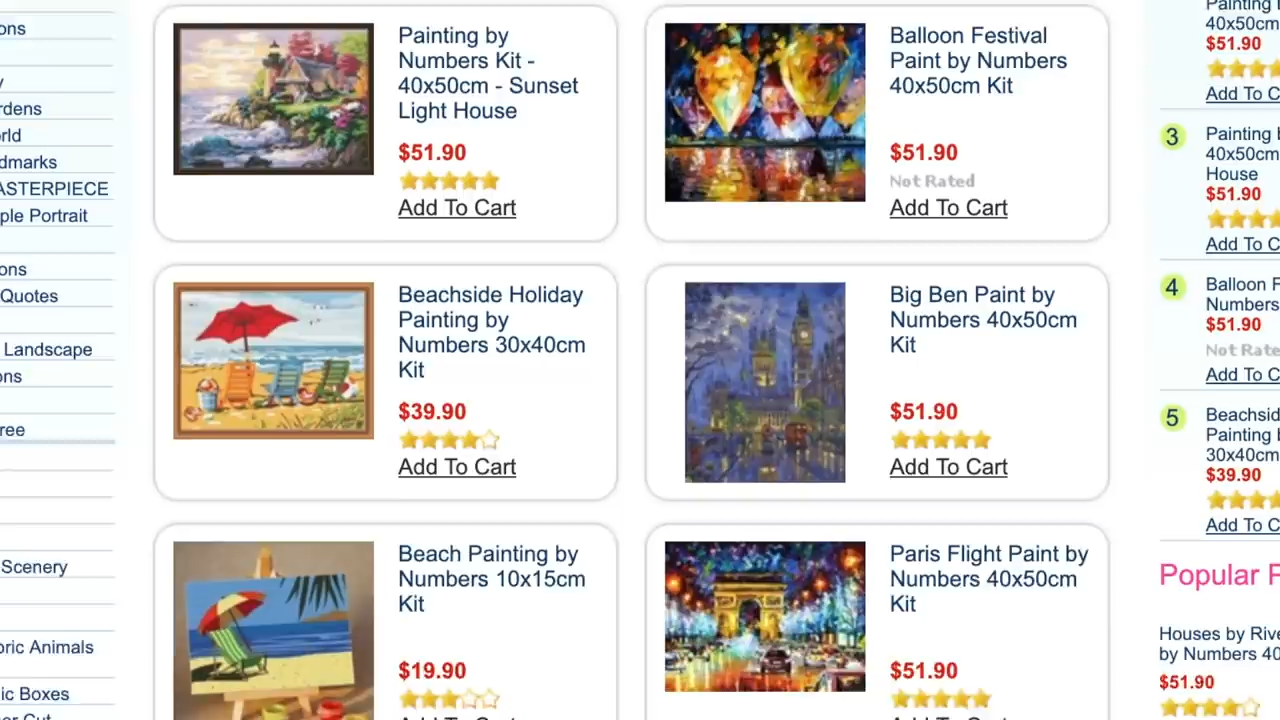 ons
rdens
rld
dmarks
ASTERPIECE
ple Portrait
ons
Quotes
Landscape
ons
ree
Scenery
oric Animals
ic Boxes
Painting by
Numbers Kit -
40x50cm - Sunset
Light House
$51.90
Add To Cart
Balloon Festival
Paint by Numbers
40x50cm Kit
$51.90
Not Rated
Add To Cart
Beachside Holiday
Painting by
Numbers 30x40cm
Kit
$39.90
Add To Cart
Big Ben Paint by
Numbers 40x50cm
Kit
$51.90
Add To Cart
Beach Painting by
Numbers 10x15cm
Kit
$19.90
Paris Flight Paint by
Numbers 40x50cm
Kit
$51.90
Painting b
40x50cm
$51.90
Add To C
3
Painting b
40x50cm
House
$51.90
Add To C
4
Balloon F
Numbers
$51.90
Not Rate
Add To C
5
Beachsid
Painting b
30x40cm
$39.90
Add To C
Popular F
Houses by Rive
by Numbers 40
$51.90